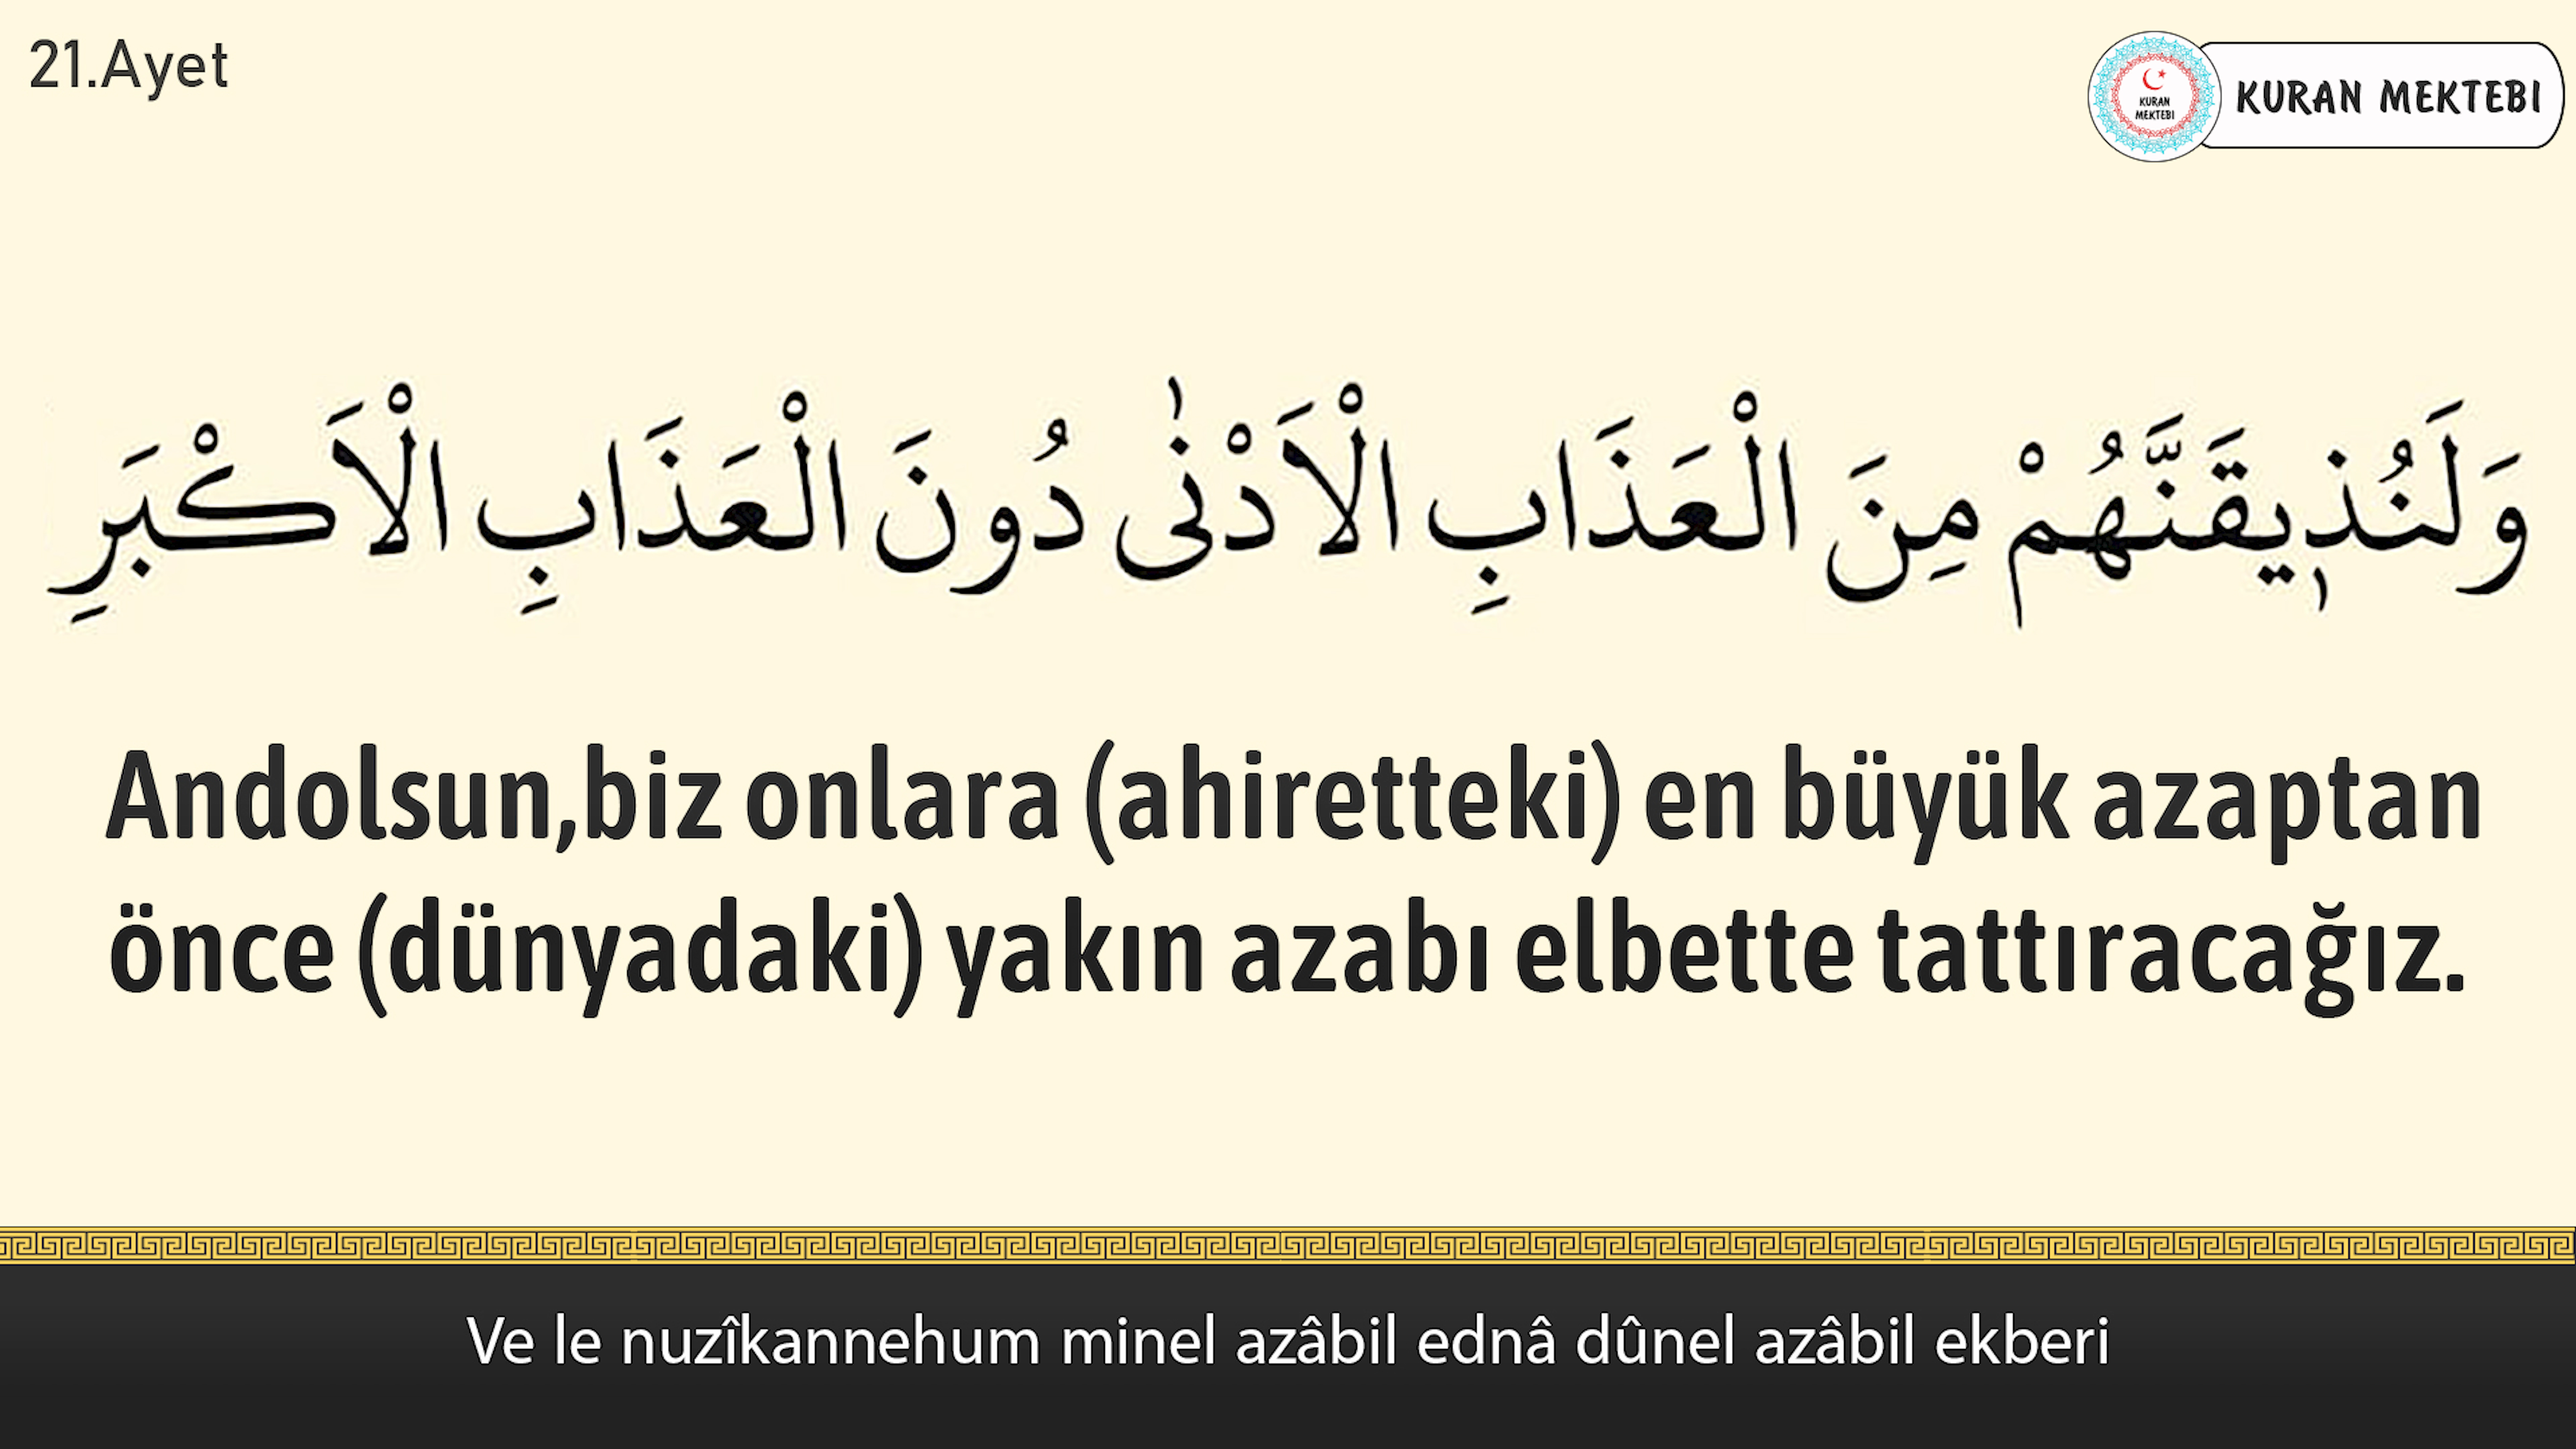 21.Ayet
KURAN
MEKTEBI
KURAN MEKTEBI
وَلَنُذ۪يقَنَّهُمْ مِنَ الْعَذَابِ الْاَدْنٰى دُونَ الْعَذَابِ الْاَكْبَرِ
Andolsun,biz onlara (ahiretteki) en büyük azaptan
önce (dünyadaki) yakın azabı elbette tattıracağız.
Ve le nuzîkannehum minel azâbil ednâ dûnel azâbil ekberi